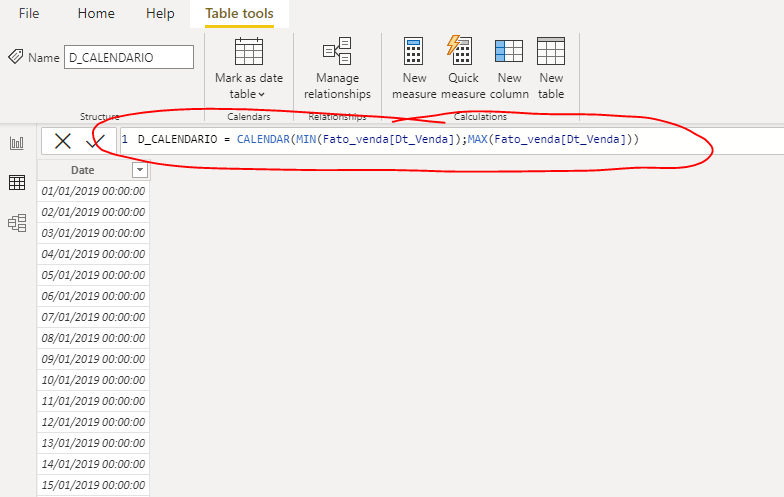 File Home Help Table tools
Name D_CALENDARIO
Mark as date
table
Manage
relationships
New
measure
Quick
measure
New
column
New
table
Structure Calendars Relationships Calculations
1 D_CALENDARIO = CALENDAR(MIN(Fato_venda[Dt_Venda]);MAX(Fato_venda[Dt_Venda]))
Date
01/01/2019 00:00:00
02/01/2019 00:00:00
03/01/2019 00:00:00
04/01/2019 00:00:00
05/01/2019 00:00:00
06/01/2019 00:00:00
07/01/2019 00:00:00
08/01/2019 00:00:00
09/01/2019 00:00:00
10/01/2019 00:00:00
11/01/2019 00:00:00
12/01/2019 00:00:00
13/01/2019 00:00:00
14/01/2019 00:00:00
15/01/2019 00:00:00